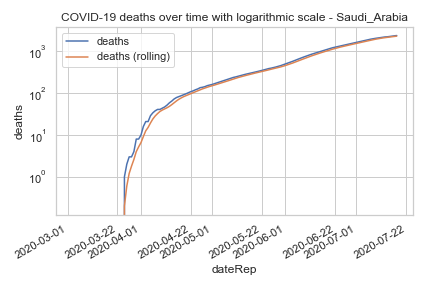 COVID-19 deaths over time with logarithmic scale - Saudi_Arabia
deaths
deaths (rolling)
deaths
10³
10²
10¹
10⁰
2020-03-01
2020-03-22
2020-04-01
2020-04-22
2020-05-01
2020-05-22
2020-06-01
2020-06-22
2020-07-01
2020-07-22
dateRep